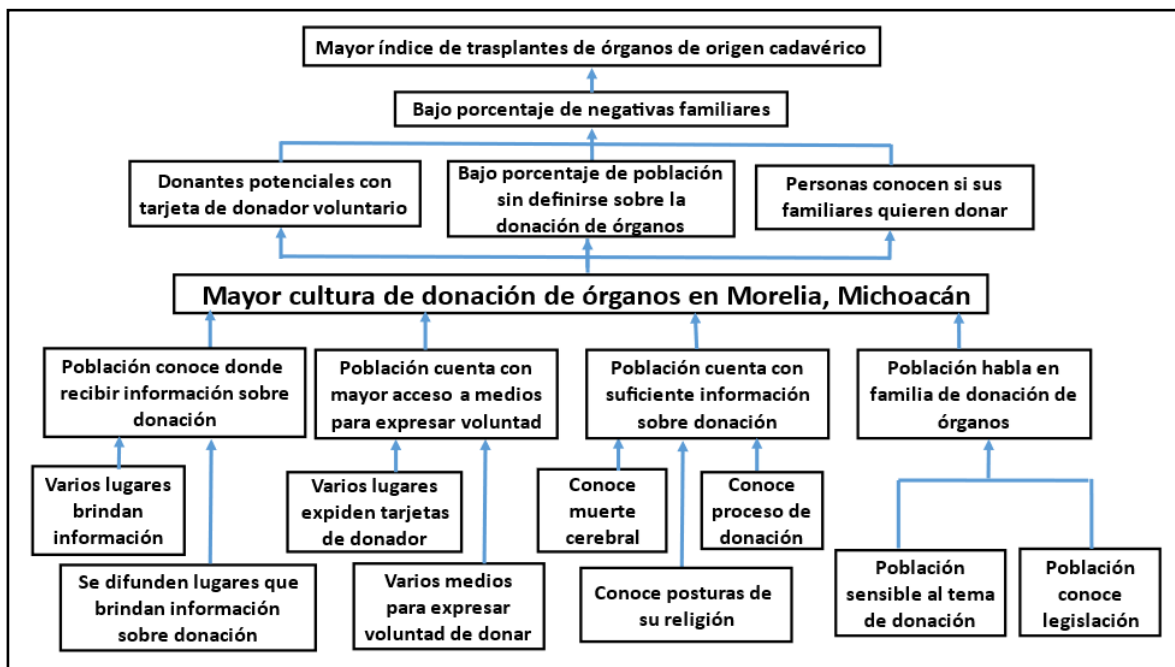 Mayor índice de trasplantes de órganos de origen cadavérico
Bajo porcentaje de negativas familiares
Donantes potenciales con
tarjeta de donador voluntario
Bajo porcentaje de población
sin definirse sobre la
donación de órganos
Personas conocen si sus
familiares quieren donar
Mayor cultura de donación de órganos en Morelia, Michoacán
Población conoce donde
recibir información sobre
donación
Población cuenta con
mayor acceso a medios
para expresar voluntad
Población cuenta con
suficiente información
sobre donación
Población habla en
familia de donación de
órganos
Varios lugares
brindan
información
Varios lugares
expiden tarjetas
de donador
Conoce
muerte
cerebral
Conoce
proceso de
donación
Se difunden lugares que
brindan información
sobre donación
Varios medios
para expresar
voluntad de donar
Conoce posturas de
su religión
Población
sensible al tema
de donación
Población
conoce
legislación